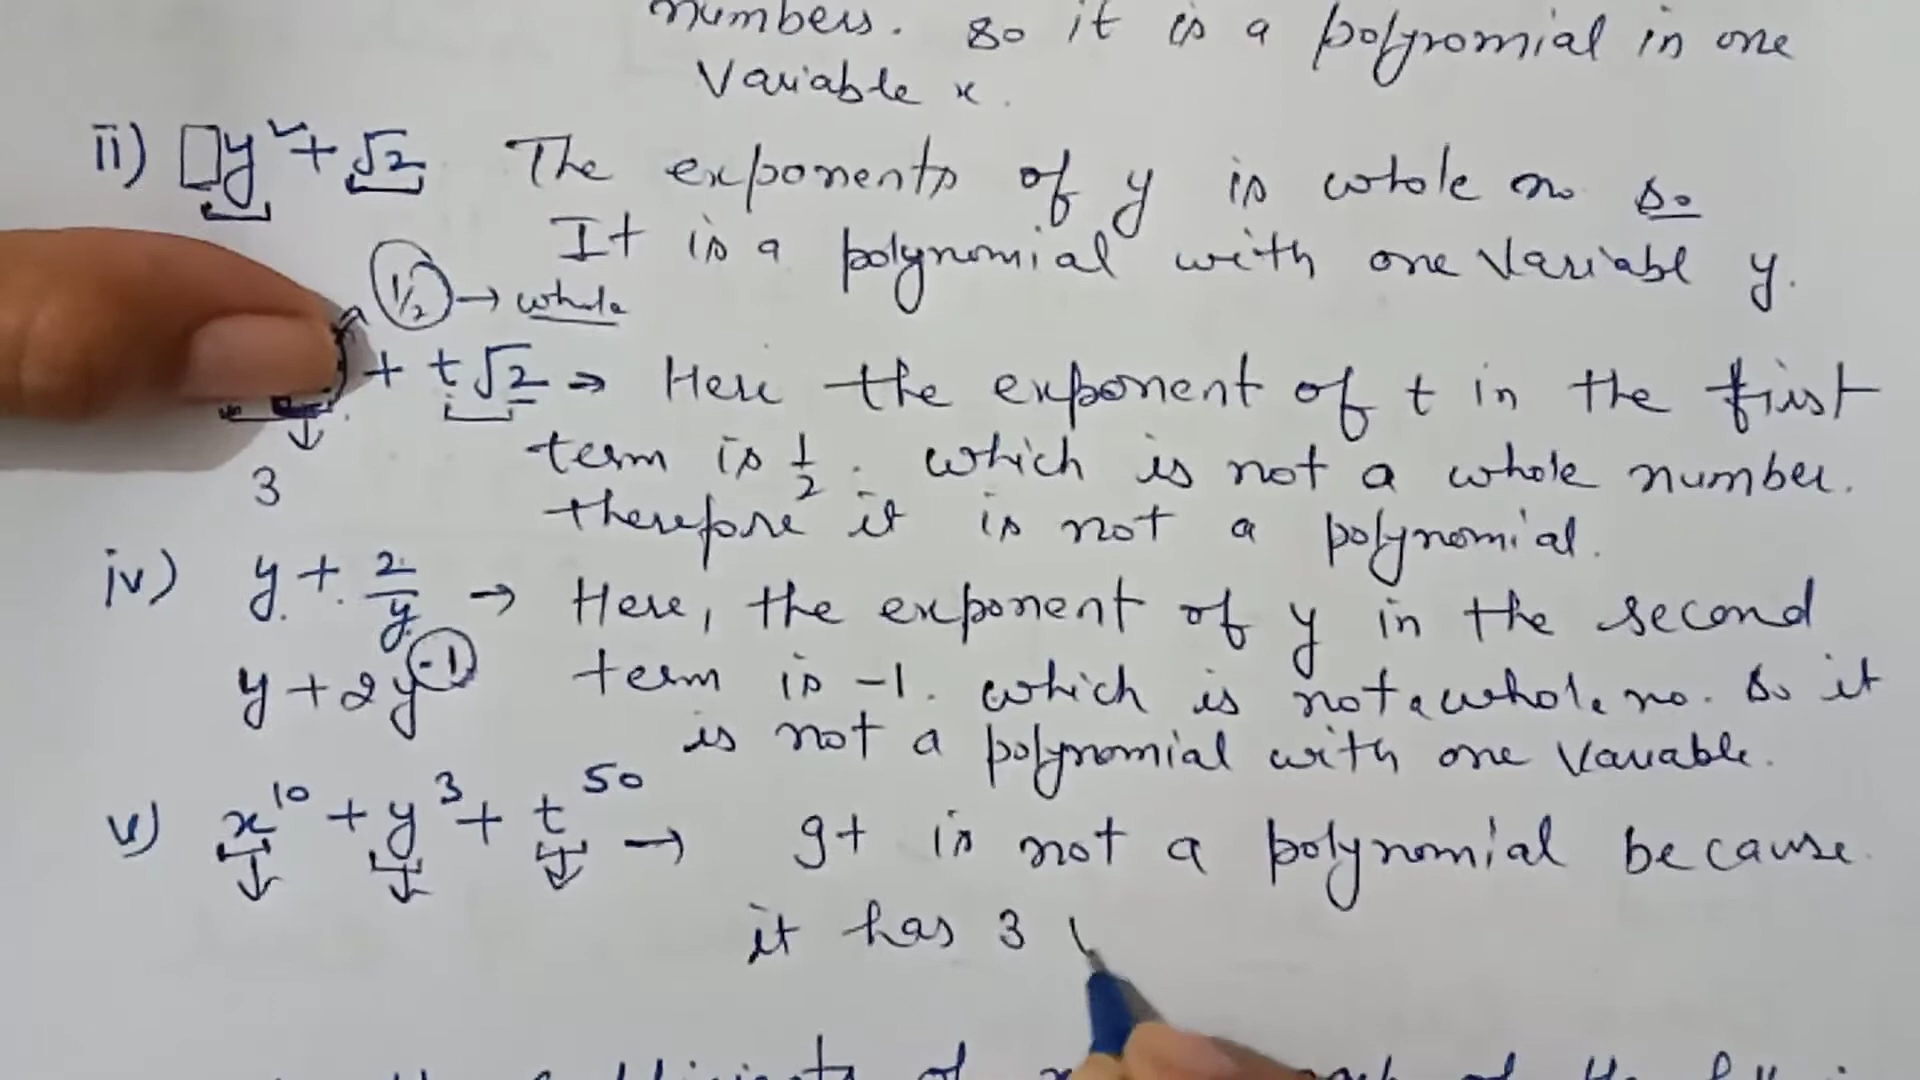 numbers. so it is a polynomial in one
Variable x.
ii) y² + √2 The exponents of y is whole no so
It is a polynomial with one Variabl y.
1/2 → whole
+ t√2 → Here the exponent of t in the first
3
term is 1/2. which is not a whole number.
therefore it is not a polynomial.
iv) y + 2/y → Here, the exponent of y in the second
y + 2y⁻¹ term is -1. which is not a whole no. so it
is not a polynomial with one Variable.
v) x¹⁰ + y³ + t⁵⁰ → It is not a polynomial because
it has 3
of